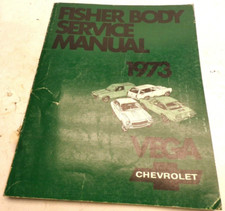 FISHER BODY
SERVICE
MANUAL
1973
VEGA
CHEVROLET